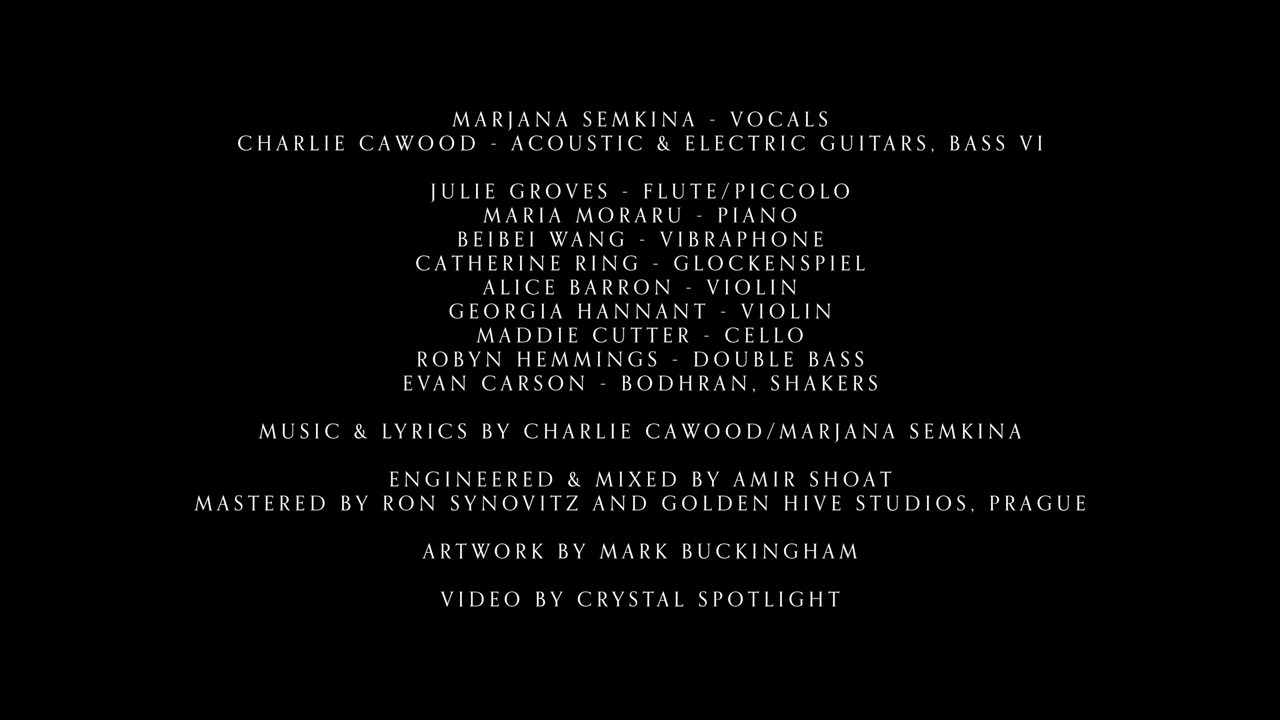 MARJANA SEMKINA - VOCALS
CHARLIE CAWOOD - ACOUSTIC & ELECTRIC GUITARS, BASS VI
JULIE GROVES - FLUTE/PICCOLO
MARIA MORARU - PIANO
BEIBEI WANG - VIBRAPHONE
CATHERINE RING - GLOCKENSPIEL
ALICE BARRON - VIOLIN
GEORGIA HANNANT - VIOLIN
MADDIE CUTTER - CELLO
ROBYN HEMMINGS - DOUBLE BASS
EVAN CARSON - BODHRAN, SHAKERS
MUSIC & LYRICS BY CHARLIE CAWOOD/MARJANA SEMKINA
ENGINEERED & MIXED BY AMIR SHOAT
MASTERED BY RON SYNOVITZ AND GOLDEN HIVE STUDIOS, PRAGUE
ARTWORK BY MARK BUCKINGHAM
VIDEO BY CRYSTAL SPOTLIGHT